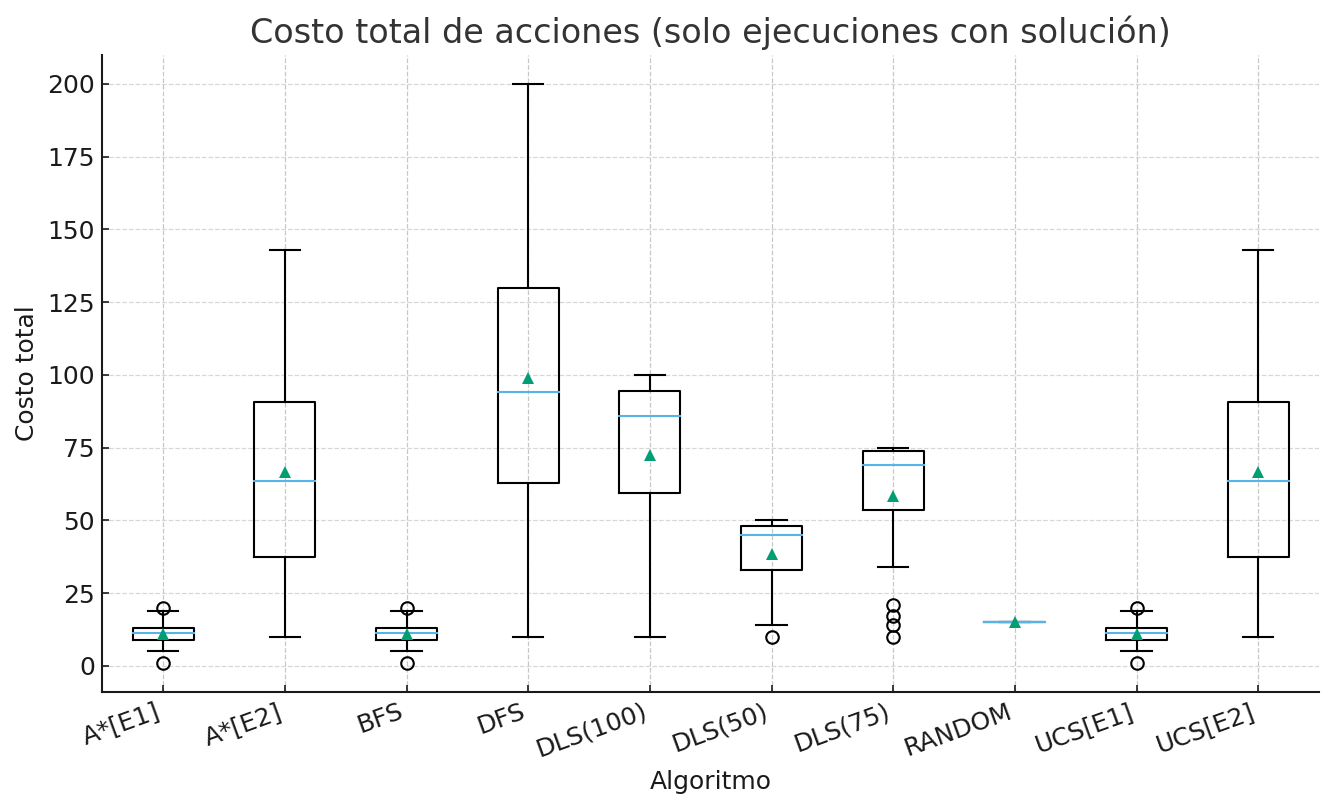 Costo total de acciones (solo ejecuciones con solución)
Costo total
200
175
150
125
100
75
50
25
0
A*[E1]
A*[E2]
BFS
DFS
DLS(100)
DLS(50)
DLS(75)
RANDOM
UCS[E1]
UCS[E2]
Algoritmo